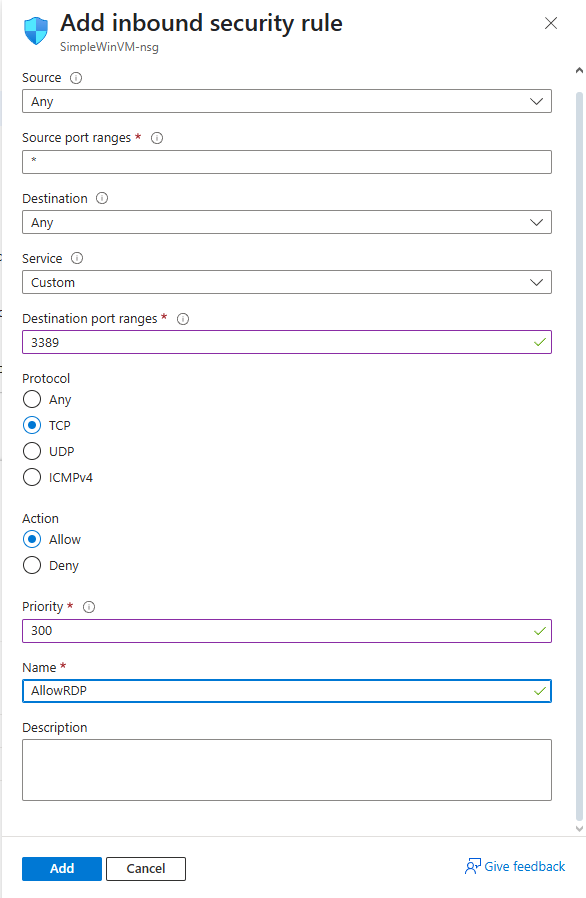 Add inbound security rule
SimpleWinVM-nsg
Source
Any
Source port ranges *
*
Destination
Any
Service
Custom
Destination port ranges *
3389
Protocol
Any
TCP
UDP
ICMPv4
Action
Allow
Deny
Priority *
300
Name *
AllowRDP
Description
Add
Cancel
Give feedback